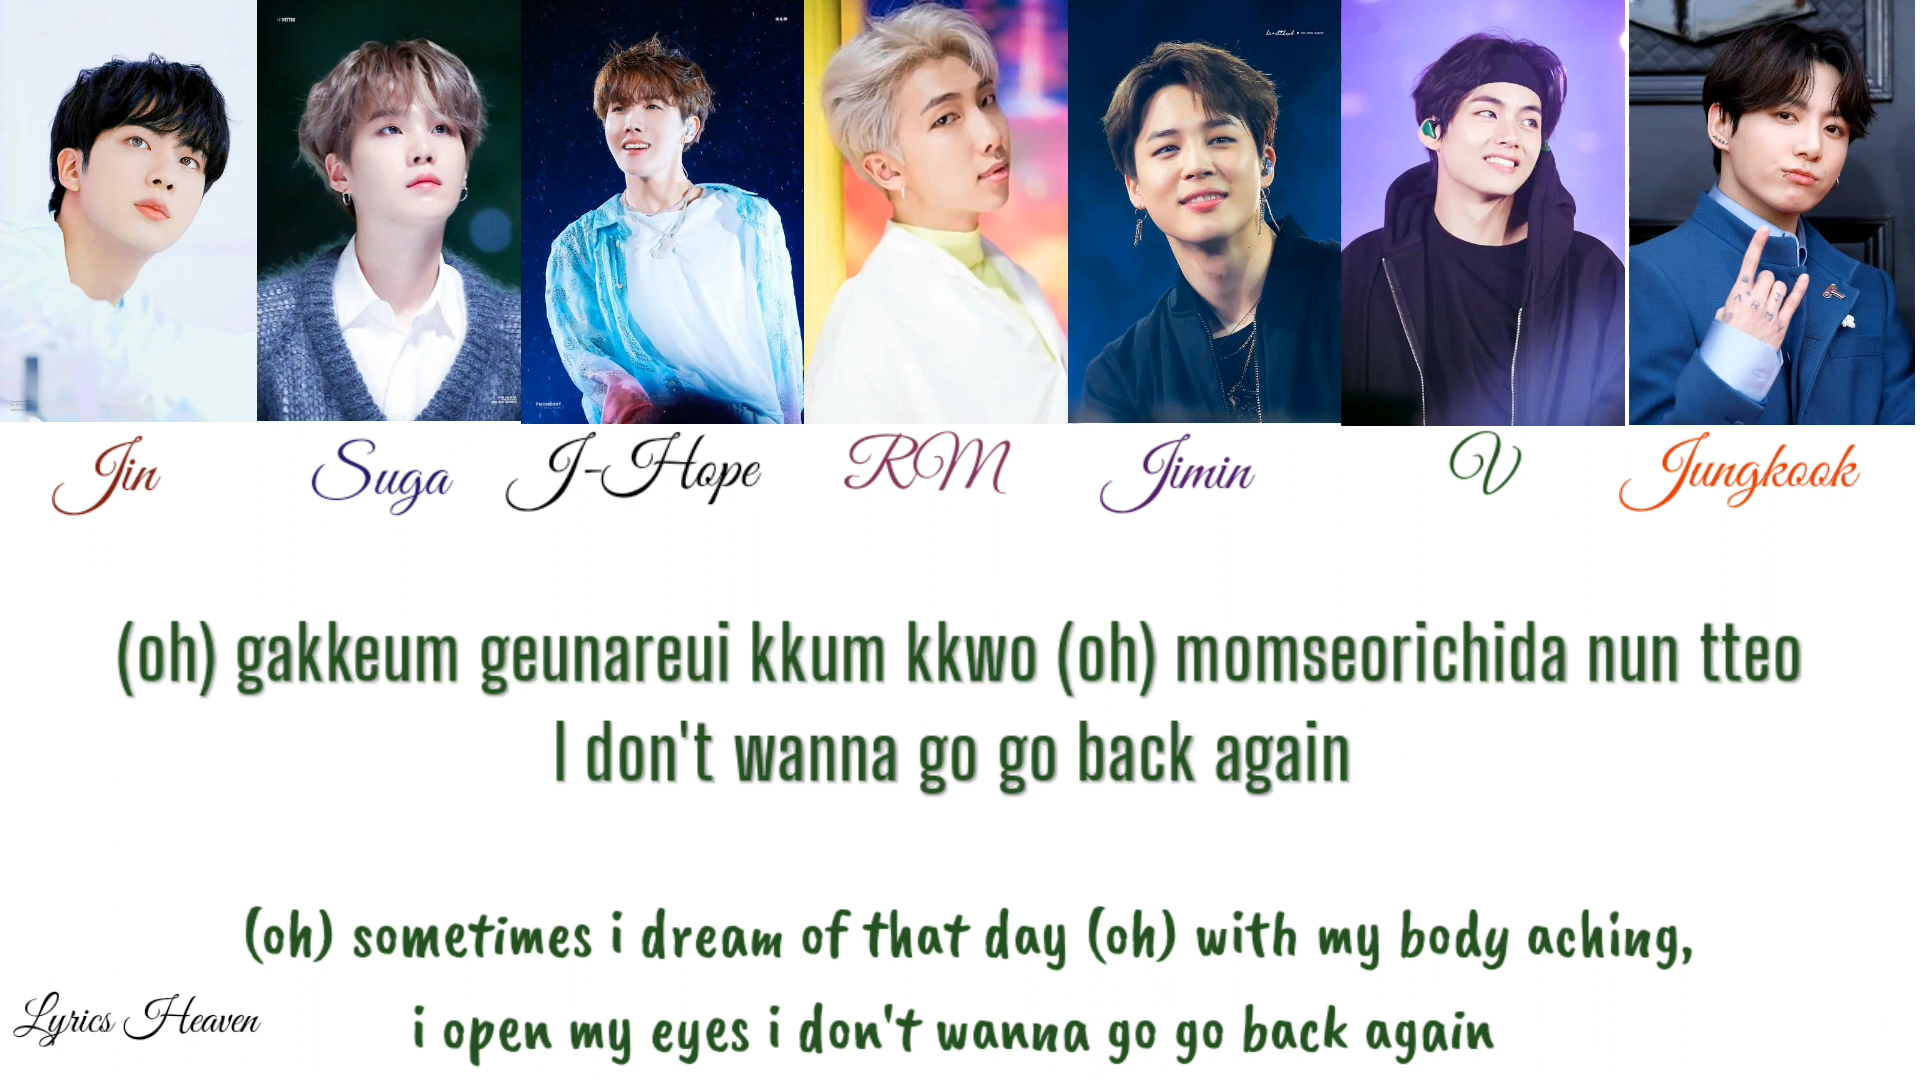 Jin Suga J-Hope RM Jimin V Jungkook
(oh) gakkeum geunareui kkum kkwo (oh) momseorichida nun tteo
I don't wanna go go back again
(oh) sometimes i dream of that day (oh) with my body aching,
i open my eyes i don't wanna go go back again
Lyrics Heaven